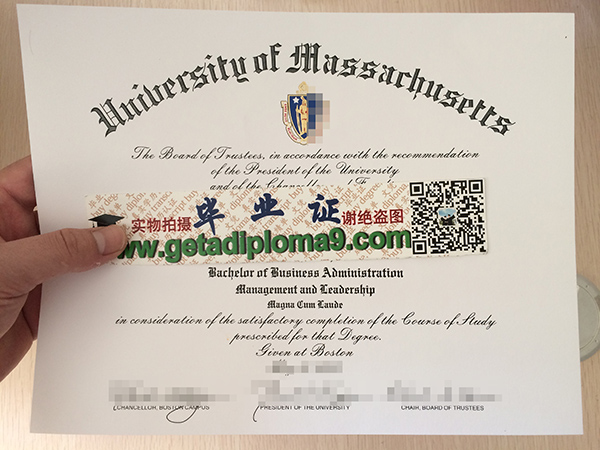 University of Massachusetts
The Board of Trustees, in accordance with the recommendation
of the President of the University
and of the
实物拍摄 毕 业 证 谢绝盗图
www.getadiploma9.com
Bachelor of Business Administration
Management and Leadership
Magna Cum Laude
in consideration of the satisfactory completion of the Course of Study
prescribed for that Degree.
Given at Boston
CHANCELLOR, BOSTON CAMPUS PRESIDENT OF THE UNIVERSITY CHAIR, BOARD OF TRUSTEES